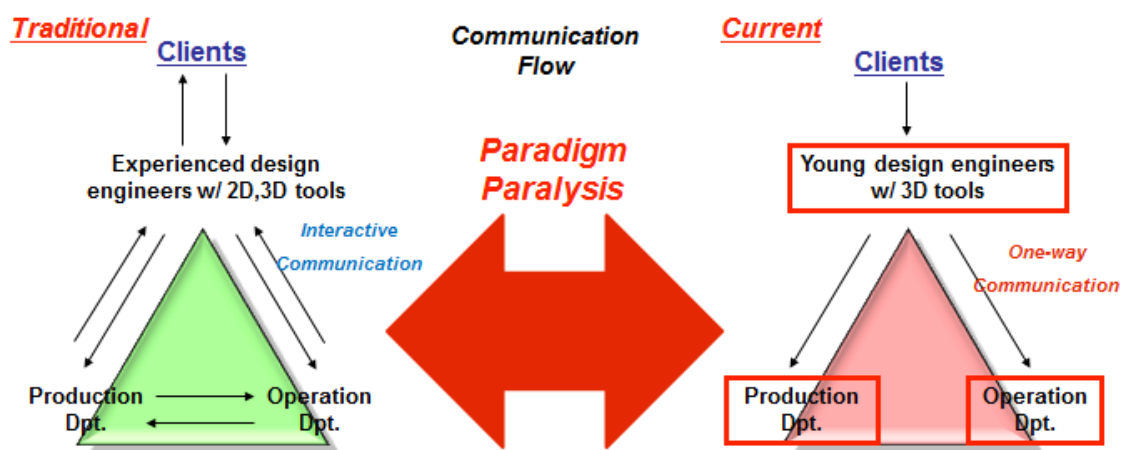 Traditional
Clients
Experienced design
engineers w/ 2D,3D tools
Interactive
Communication
Production
Dpt.
Operation
Dpt.
Communication
Flow
Paradigm
Paralysis
Current
Clients
Young design engineers
w/ 3D tools
One-way
Communication
Production
Dpt.
Operation
Dpt.